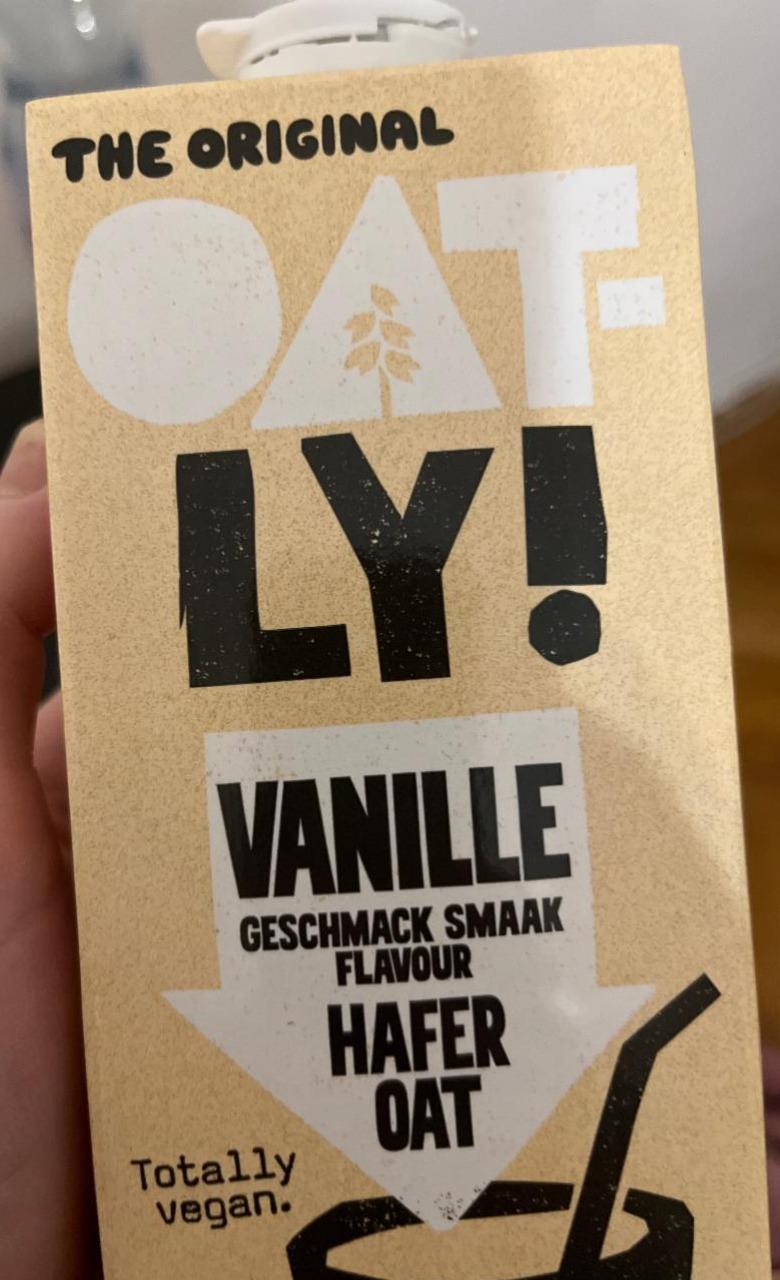 THE ORIGINAL
OAT-
LY!
VANILLE
GESCHMACK SMAAK
FLAVOUR
HAFER
OAT
Totally
vegan.